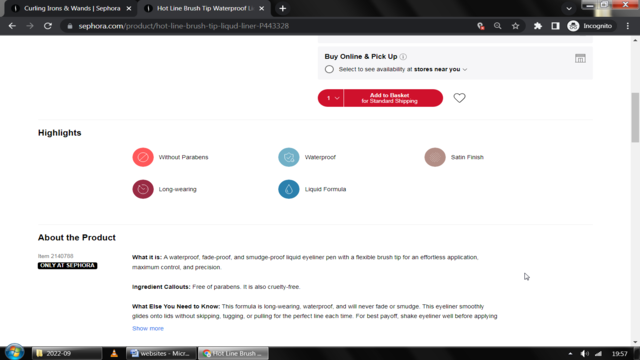 Curling Irons & Wands | Sephora
Hot Line Brush Tip Waterproof Li
sephora.com/product/hot-line-brush-tip-liqud-liner-P443328
Incognito
Buy Online & Pick Up
Select to see availability at stores near you
1
Add to Basket
for Standard Shipping
Highlights
Without Parabens
Waterproof
Satin Finish
Long-wearing
Liquid Formula
About the Product
Item 2140788
ONLY AT SEPHORA
What it is: A waterproof, fade-proof, and smudge-proof liquid eyeliner pen with a flexible brush tip for an effortless application,
maximum control, and precision.
Ingredient Callouts: Free of parabens. It is also cruelty-free.
What Else You Need to Know: This formula is long-wearing, waterproof, and will never fade or smudge. This eyeliner smoothly
glides onto lids without skipping, tugging, or pulling for the perfect line each time. For best payoff, shake eyeliner well before applying
Show more
2022-09
websites - Micr...
Hot Line Brush ...
19:57